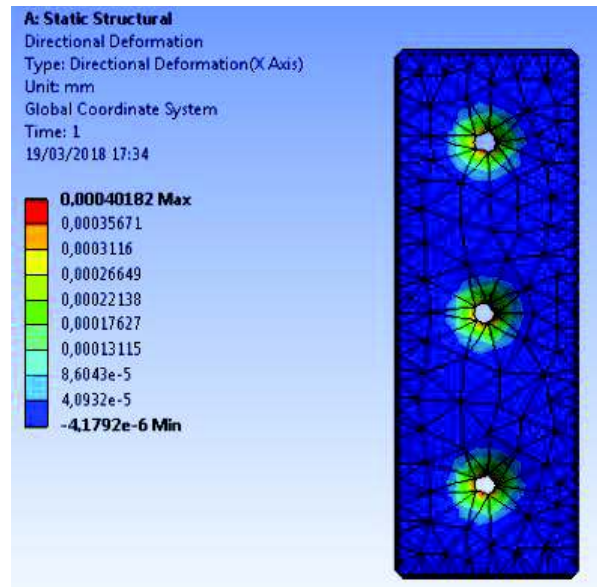 A: Static Structural
Directional Deformation
Type: Directional Deformation(X Axis)
Unit: mm
Global Coordinate System
Time: 1
19/03/2018 17:34
0,00040182 Max
0,00035671
0,0003116
0,00026649
0,00022138
0,00017627
0,00013115
8,6043e-5
4,0932e-5
-4,1792e-6 Min